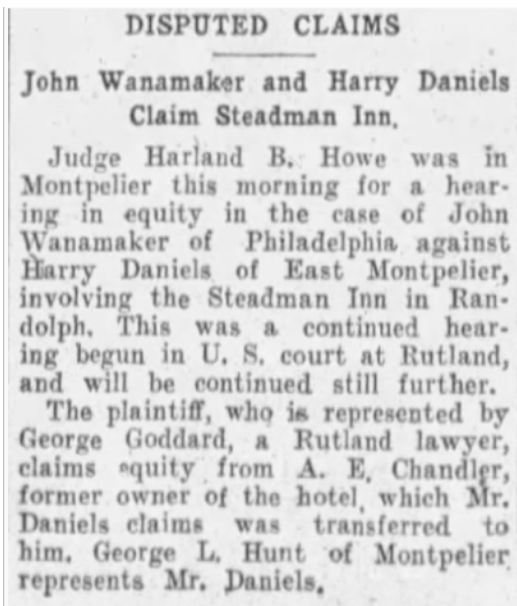 DISPUTED CLAIMS
John Wanamaker and Harry Daniels
Claim Steadman Inn.
Judge Harland B. Howe was in
Montpelier this morning for a hear-
ing in equity in the case of John
Wanamaker of Philadelphia against
Harry Daniels of East Montpelier,
involving the Steadman Inn in Ran-
dolph. This was a continued hear-
ing begun in U. S. court at Rutland,
and will be continued still further.
The plaintiff, who is represented by
George Goddard, a Rutland lawyer,
claims equity from A. E. Chandler,
former owner of the hotel, which Mr.
Daniels claims was transferred to
him. George L. Hunt of Montpelier
represents Mr. Daniels.